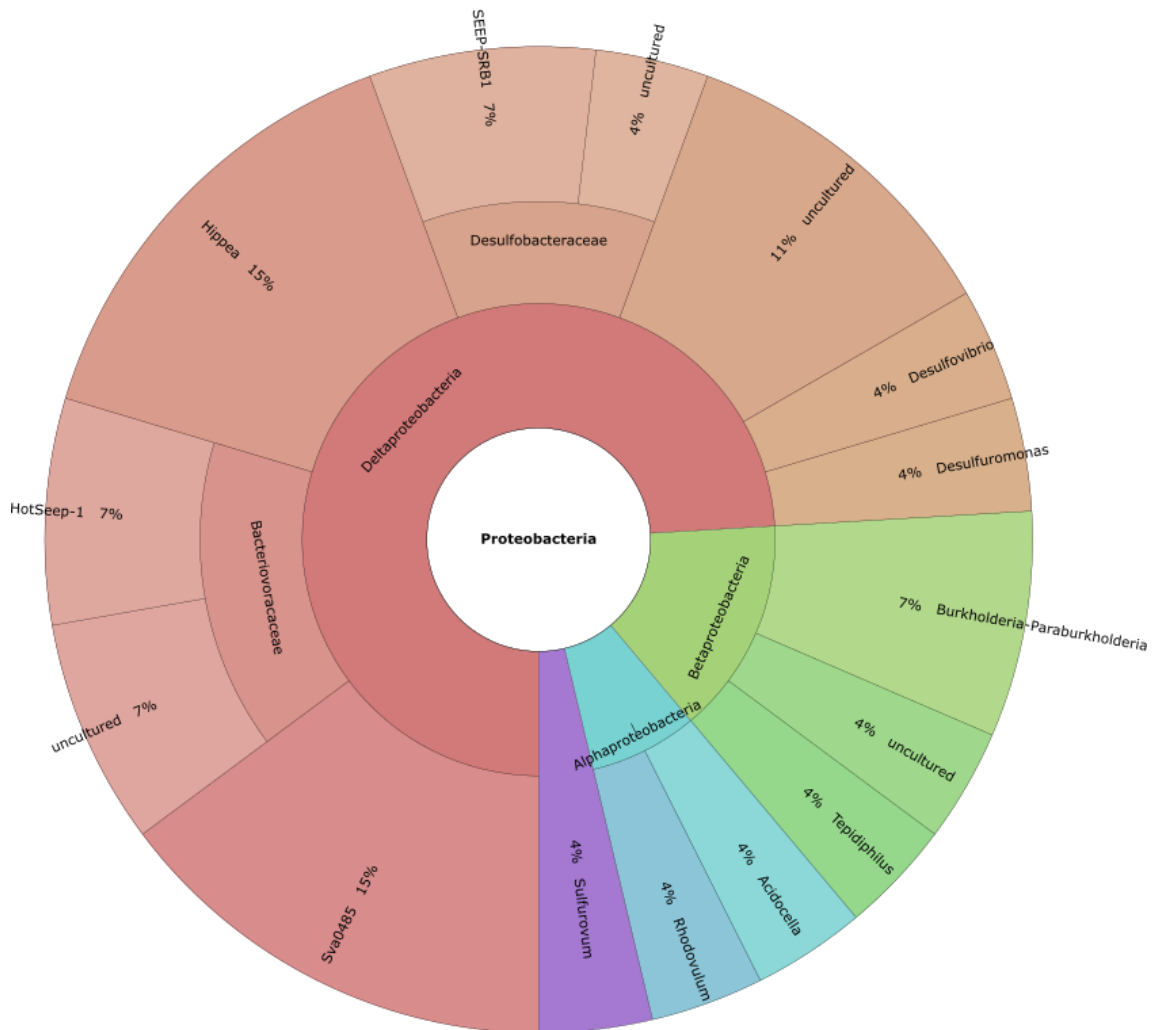 SEEP-SRB1 7%
4% uncultured
11% uncultured
Hippea 15%
Desulfobacteraceae
4% Desulfovibrio
Deltaproteobacteria
4% Desulfuromonas
HotSeep-1 7%
Bacteriovoracaceae
Proteobacteria
Betaproteobacteria
7% Burkholderia-Paraburkholderia
uncultured 7%
Alphaproteobacteria
4% uncultured
4% Tepidiphilus
4% Acidocella
4% Rhodovulum
4% Sulfurovum
Sva0485 15%